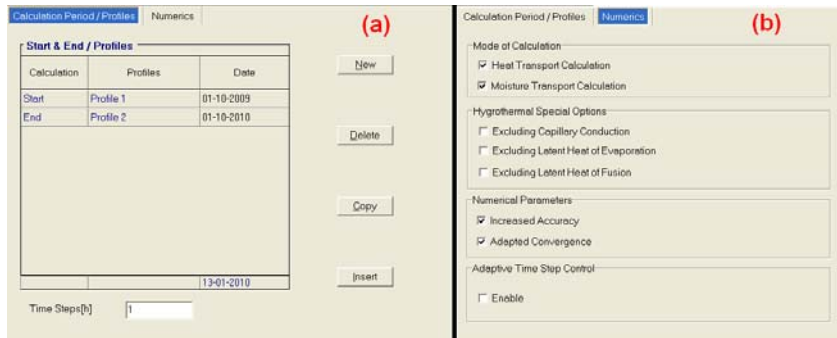 Calculation Period / Profiles Numerics
(a)
Start & End / Profiles
Calculation Profiles Date
Start Profile 1 01-10-2009
End Profile 2 01-10-2010
13-01-2010
Time Steps[h] 1
New
Delete
Copy
Insert
Calculation Period / Profiles Numerics
(b)
Mode of Calculation
Heat Transport Calculation
Moisture Transport Calculation
Hygrothermal Special Options
Excluding Capillary Conduction
Excluding Latent Heat of Evaporation
Excluding Latent Heat of Fusion
Numerical Parameters
Increased Accuracy
Adapted Convergence
Adaptive Time Step Control
Enable